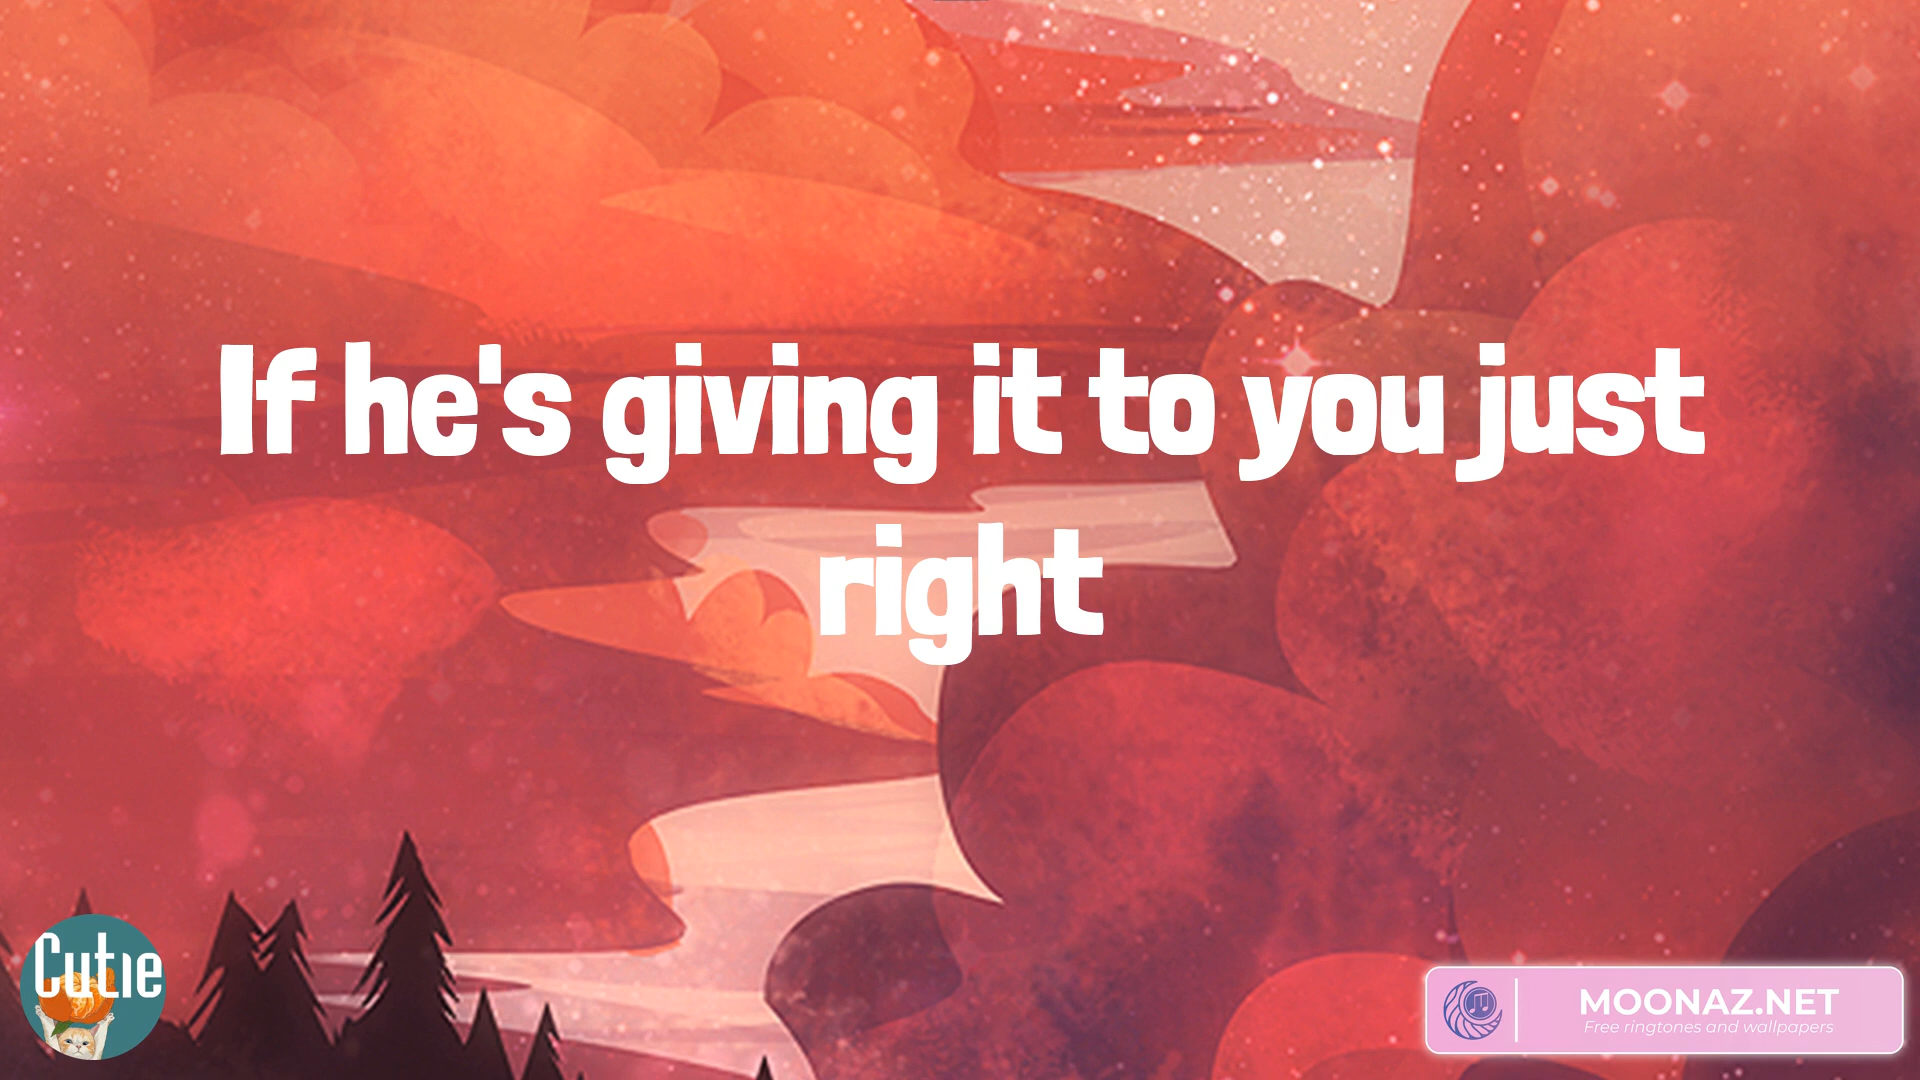 If he's giving it to you just
right
Cutie
MOONAZ.NET
Free ringtones and wallpapers